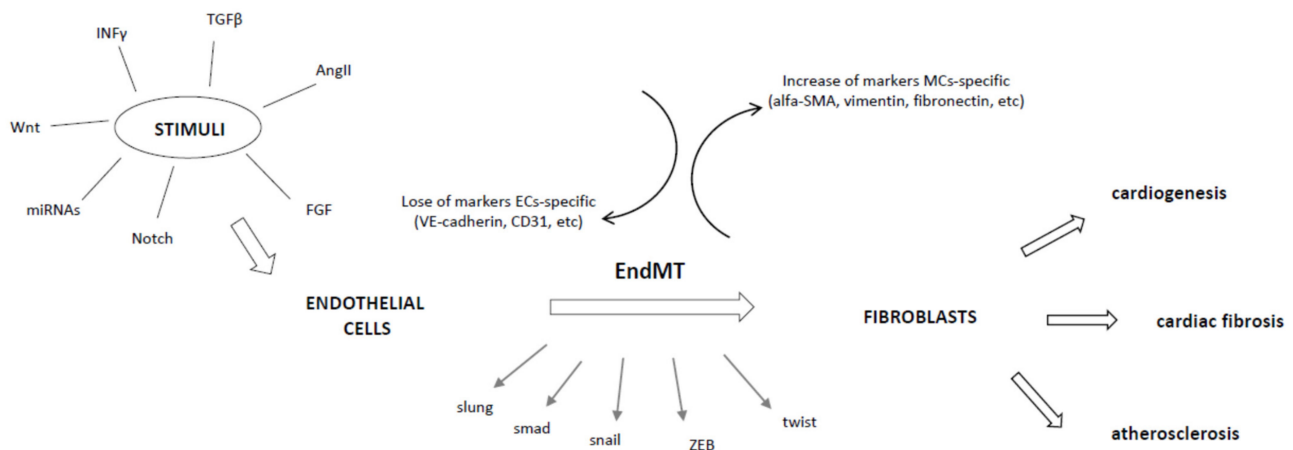 TGFβ
INFγ
AngII
Wnt
STIMULI
miRNAs
Notch
FGF
Lose of markers ECs-specific
(VE-cadherin, CD31, etc)
Increase of markers MCs-specific
(alfa-SMA, vimentin, fibronectin, etc)
EndMT
ENDOTHELIAL
CELLS
FIBROBLASTS
slung
smad
snail
ZEB
twist
cardiogenesis
cardiac fibrosis
atherosclerosis